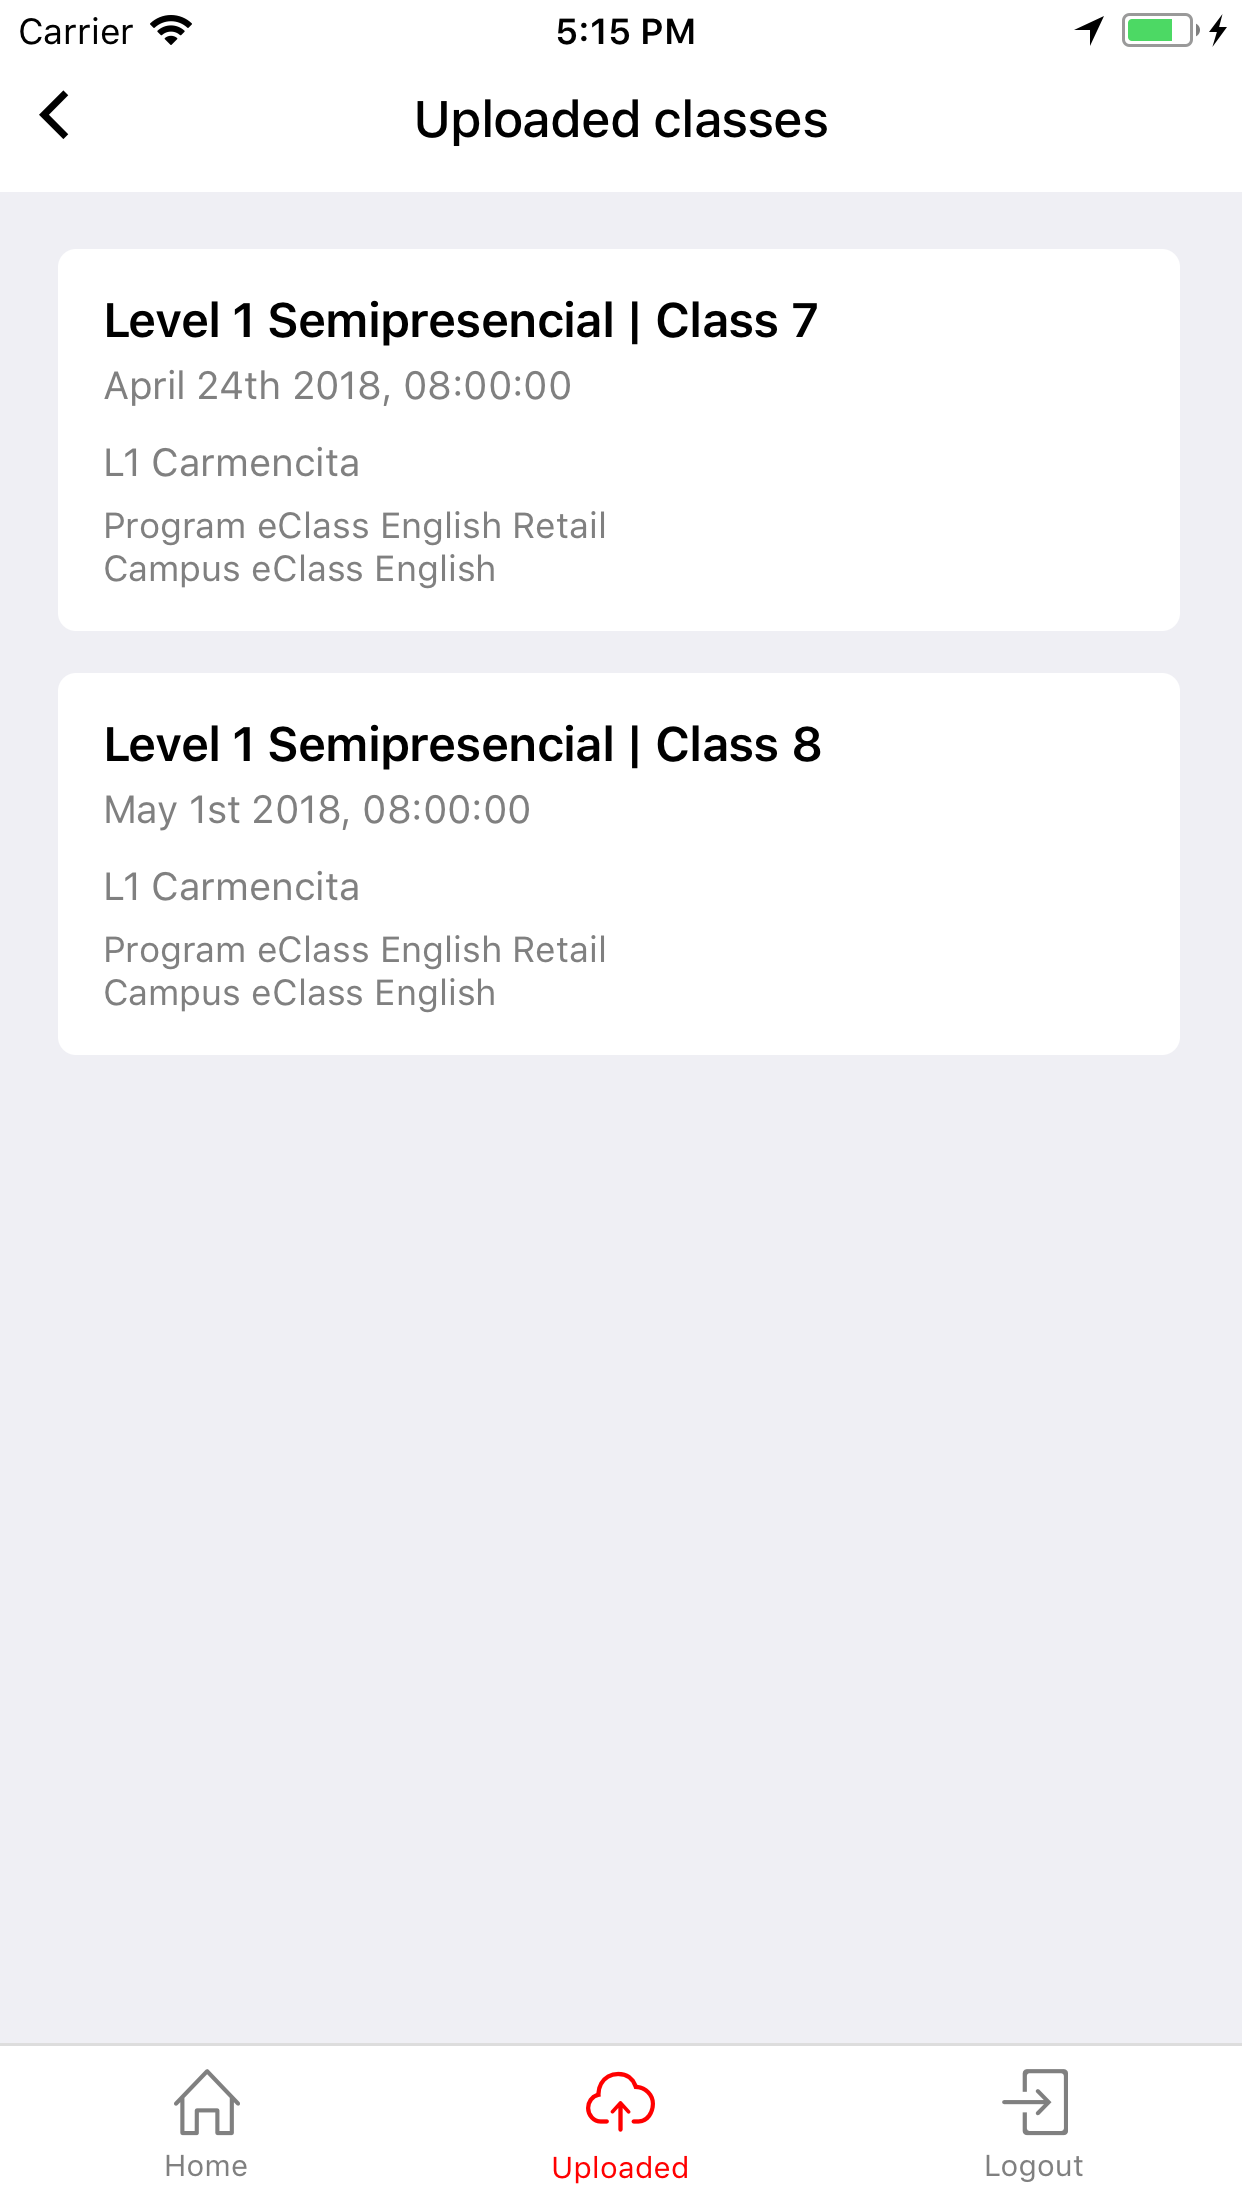 Carrier
5:15 PM
Uploaded classes
Level 1 Semipresencial | Class 7
April 24th 2018, 08:00:00
L1 Carmencita
Program eClass English Retail
Campus eClass English
Level 1 Semipresencial | Class 8
May 1st 2018, 08:00:00
L1 Carmencita
Program eClass English Retail
Campus eClass English
Home
Uploaded
Logout